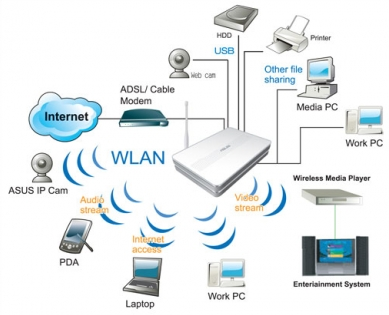 HDD
Printer
USB
Web cam
Other file
sharing
ADSL/ Cable
Modem
Internet
Media PC
WLAN
Work PC
ASUS IP Cam
Wireless Media Player
Audio
stream
Video
stream
Internet
access
PDA
Laptop
Work PC
Enteriainment System